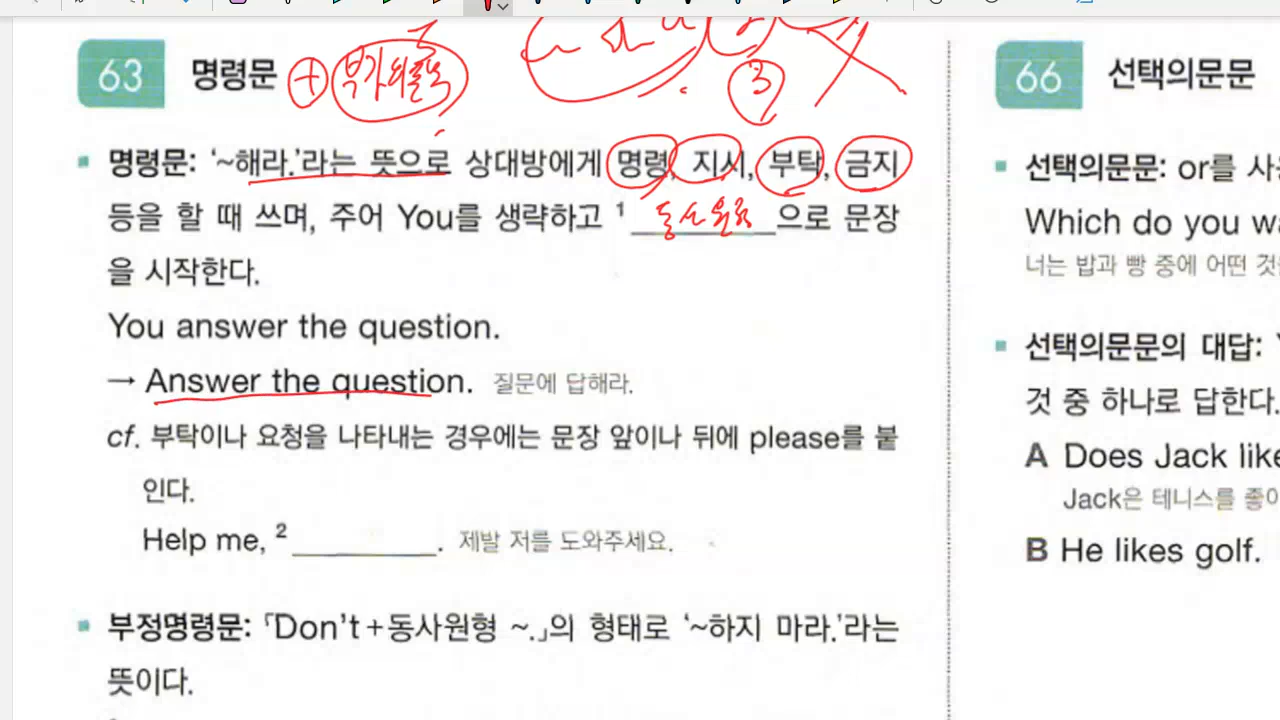 63 명령문 + 부가의문문
3
명령문: '~해라.'라는 뜻으로 상대방에게 명령, 지시, 부탁, 금지
등을 할 때 쓰며, 주어 You를 생략하고 1 동사원형 으로 문장
을 시작한다.
You answer the question.
→ Answer the question. 질문에 답해라.
cf. 부탁이나 요청을 나타내는 경우에는 문장 앞이나 뒤에 please를 붙
인다.
Help me, 2 ________. 제발 저를 도와주세요.
부정명령문: 「Don't+동사원형 ~.」의 형태로 '~하지 마라.'라는
뜻이다.
66 선택의문문
선택의문문: or를 사
Which do you wa
너는 밥과 빵 중에 어떤 것
선택의문문의 대답:
것 중 하나로 답한다.
A Does Jack like
Jack은 테니스를 좋아
B He likes golf.